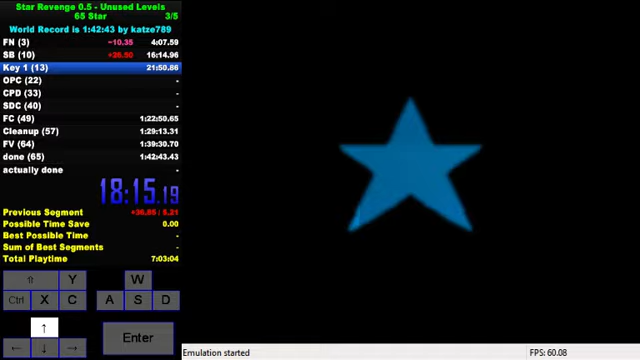 Star Revenge 0.5 - Unused Levels
65 Star 3/5
World Record is 1:42:43 by katze789
FN (3) -10.35 4:07.59
SB (10) +26.50 16:14.96
Key 1 (13) 21:50.86
OPC (22) -
CPD (33) -
SDC (40) -
FC (49) 1:22:50.65
Cleanup (57) 1:29:13.31
FV (64) 1:39:30.70
done (65) 1:42:43.43
actually done -
18:15.19
Previous Segment +36.85 / 5.21
Possible Time Save 0.00
Best Possible Time -
Sum of Best Segments -
Total Playtime 7:03:04
⇧ Y W
Ctrl X C A S D
↑ Enter
← ↓ →
Emulation started FPS: 60.08